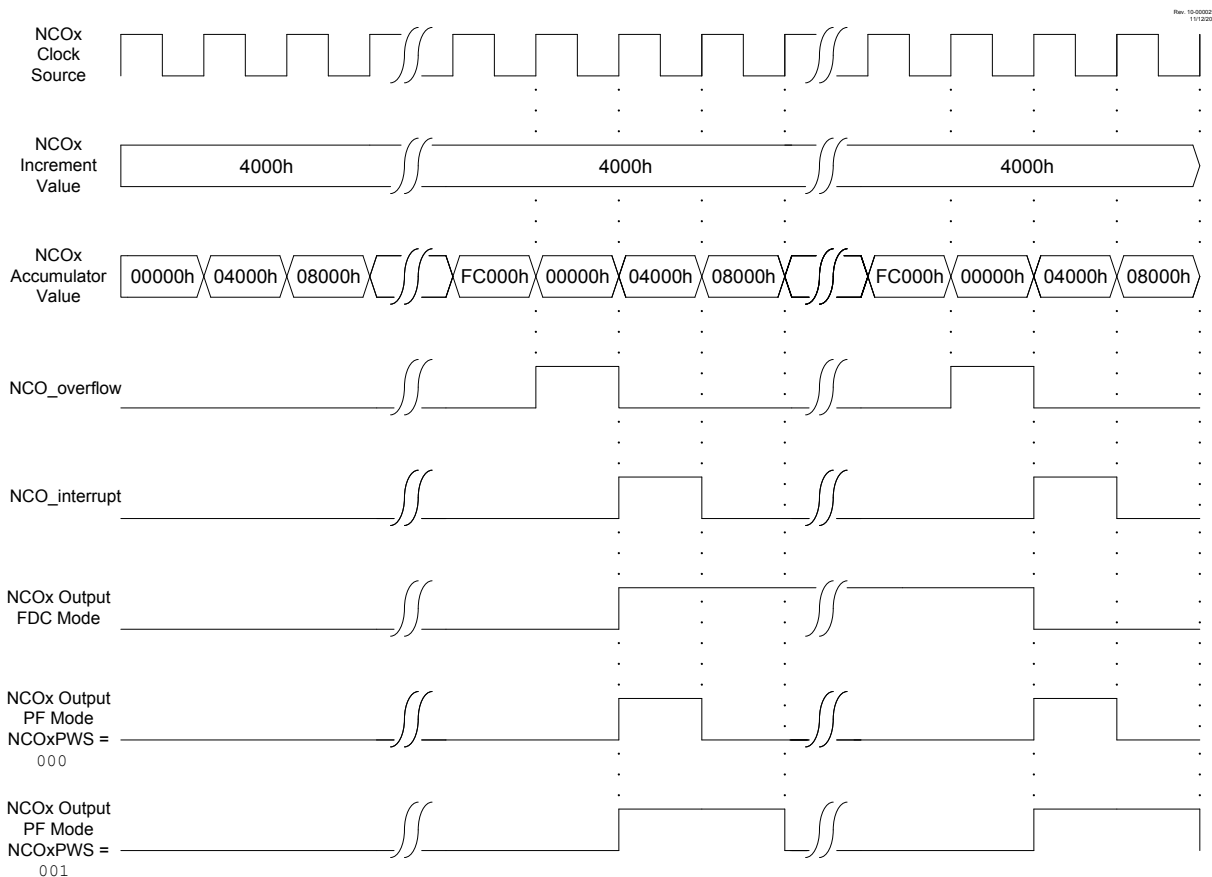 Rev. 10-00002
11/12/20
NCOx
Clock
Source
NCOx
Increment
Value
4000h
4000h
4000h
NCOx
Accumulator
Value
00000h 04000h 08000h FC000h 00000h 04000h 08000h FC000h 00000h 04000h 08000h
NCO_overflow
NCO_interrupt
NCOx Output
FDC Mode
NCOx Output
PF Mode
NCOxPWS =
000
NCOx Output
PF Mode
NCOxPWS =
001